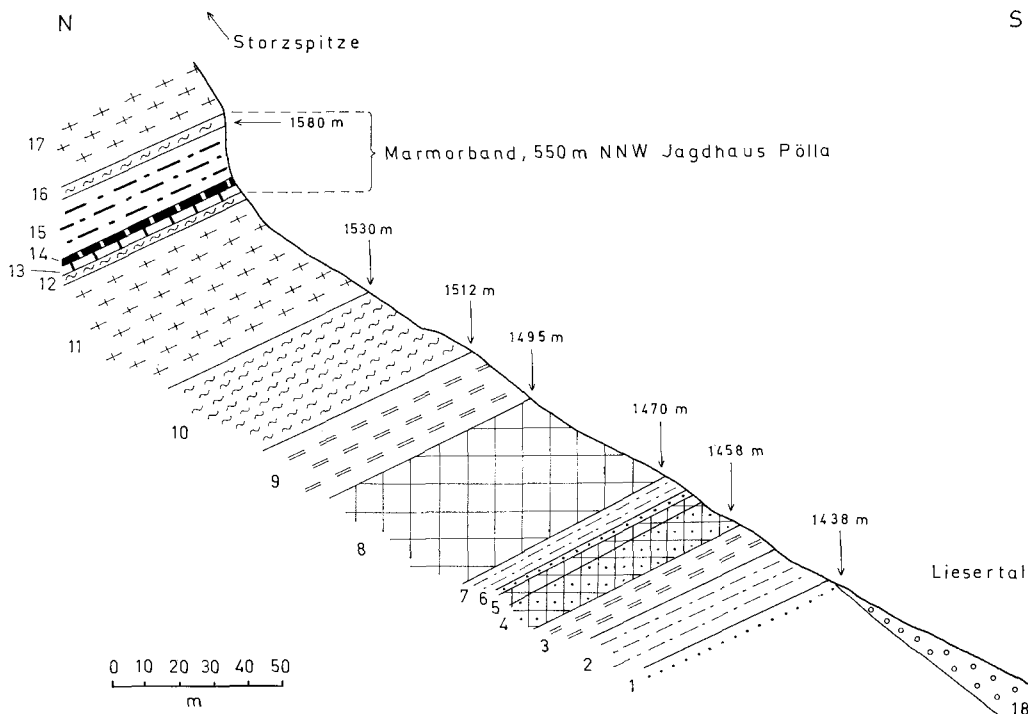 N
S
Storzspitze
1580 m
Marmorband, 550m NNW Jagdhaus Pölla
17
16
15
14
13
12
1530 m
11
1512 m
1495 m
10
1470 m
9
1458 m
8
1438 m
Liesertal
7
6
5
4
3
2
1
0 10 20 30 40 50
m
18